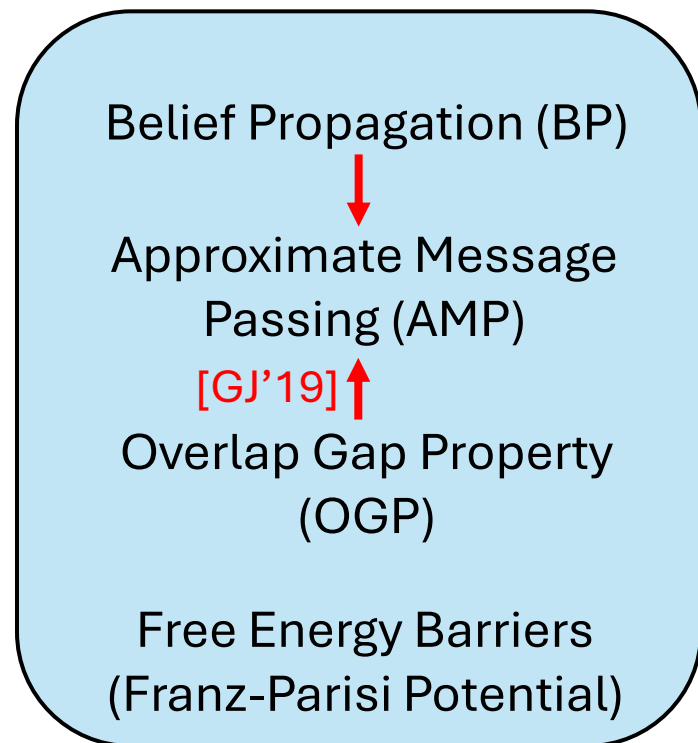 Belief Propagation (BP)
Approximate Message
Passing (AMP)
[GJ’19]
Overlap Gap Property
(OGP)
Free Energy Barriers
(Franz-Parisi Potential)